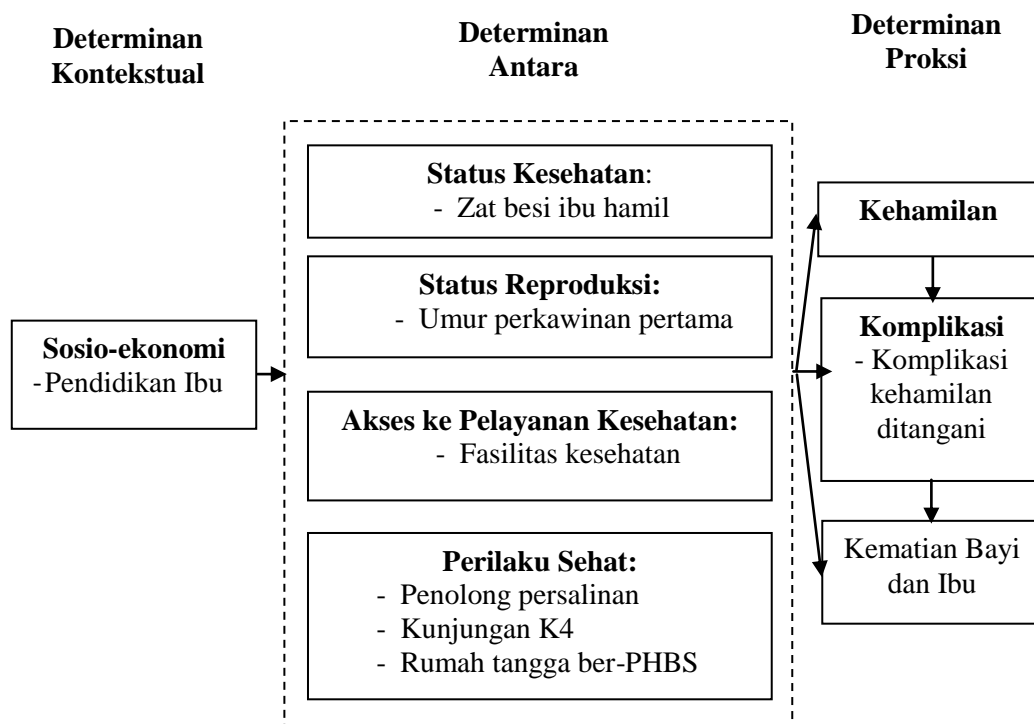 Determinan
Kontekstual
Determinan
Antara
Determinan
Proksi
Sosio-ekonomi
-Pendidikan Ibu
Status Kesehatan:
- Zat besi ibu hamil
Status Reproduksi:
- Umur perkawinan pertama
Akses ke Pelayanan Kesehatan:
- Fasilitas kesehatan
Perilaku Sehat:
- Penolong persalinan
- Kunjungan K4
- Rumah tangga ber-PHBS
Kehamilan
Komplikasi
- Komplikasi
kehamilan
ditangani
Kematian Bayi
dan Ibu